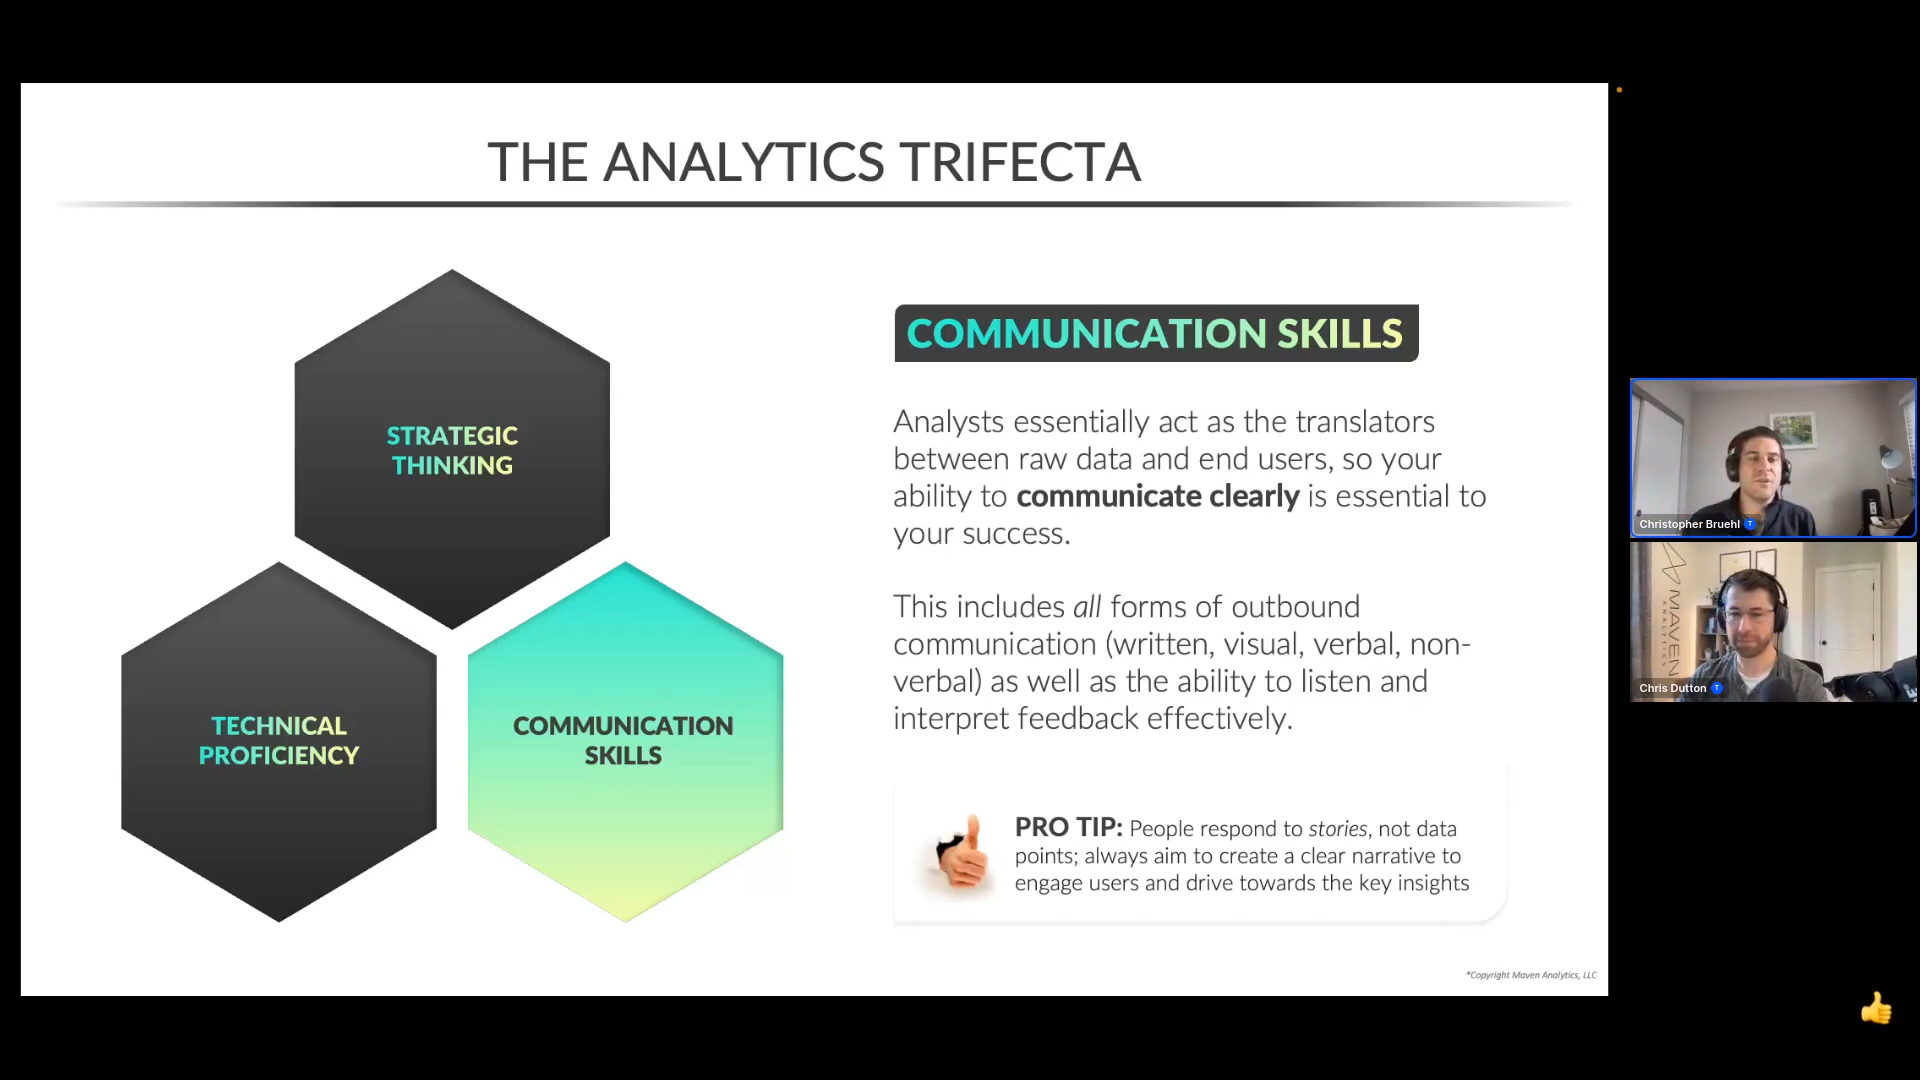 THE ANALYTICS TRIFECTA
STRATEGIC
THINKING
TECHNICAL
PROFICIENCY
COMMUNICATION
SKILLS
COMMUNICATION SKILLS
Analysts essentially act as the translators
between raw data and end users, so your
ability to communicate clearly is essential to
your success.
This includes all forms of outbound
communication (written, visual, verbal, non-
verbal) as well as the ability to listen and
interpret feedback effectively.
PRO TIP: People respond to stories, not data
points; always aim to create a clear narrative to
engage users and drive towards the key insights
*Copyright Maven Analytics, LLC
Christopher Bruehl T
MAVEN
ANALYTICS
Chris Dutton T